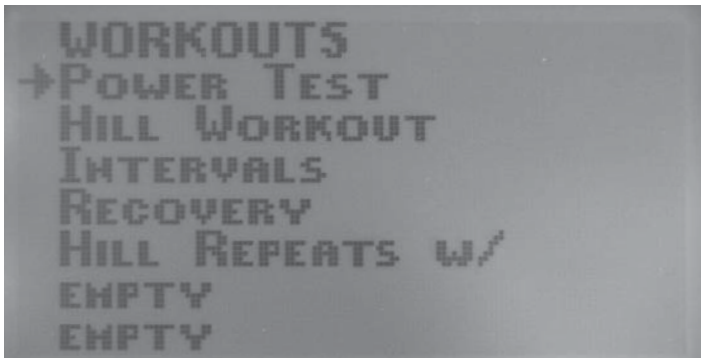 WORKOUTS
→POWER TEST
HILL WORKOUT
INTERVALS
RECOVERY
HILL REPEATS W/
EMPTY
EMPTY